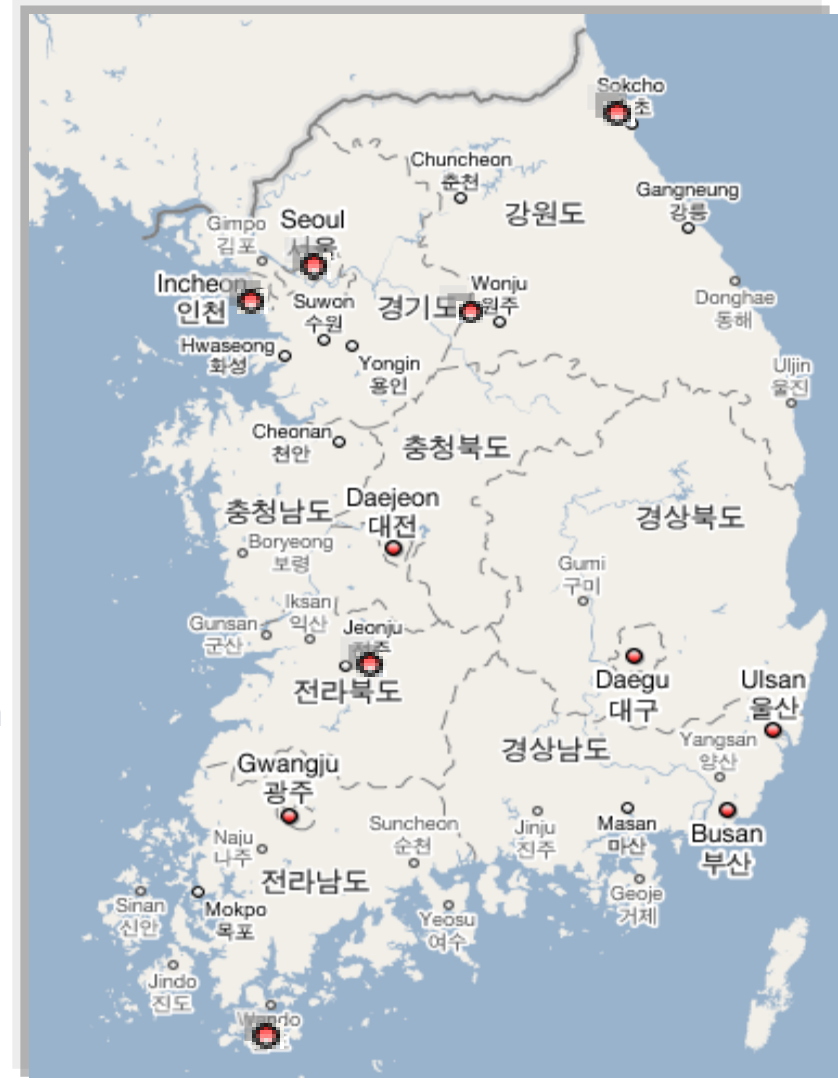 Sokcho
초
Chuncheon
춘천
Gangneung
강릉
강원도
Gimpo
김포
Seoul
Incheon
인천
Suwon
수원
경기도
Wonju
원주
Donghae
동해
Hwaseong
화성
Yongin
용인
Uljin
울진
Cheonan
천안
충청북도
충청남도
Daejeon
대전
경상북도
Boryeong
보령
Gumi
구미
Iksan
익산
Gunsan
군산
Jeonju
전라북도
Daegu
대구
Ulsan
울산
Yangsan
양산
경상남도
Gwangju
광주
Suncheon
순천
Jinju
진주
Masan
마산
Busan
부산
Naju
나주
전라남도
Geoje
거제
Sinan
신안
Mokpo
목포
Yeosu
여수
Jindo
진도